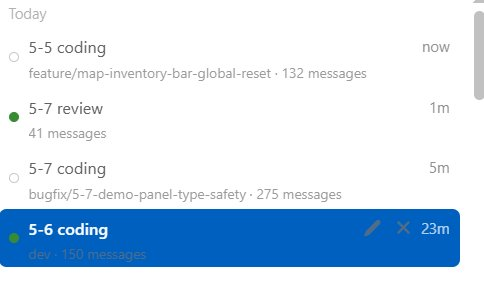 Today
5-5 coding now
feature/map-inventory-bar-global-reset · 132 messages
5-7 review 1m
41 messages
5-7 coding 5m
bugfix/5-7-demo-panel-type-safety · 275 messages
5-6 coding 23m
dev · 150 messages